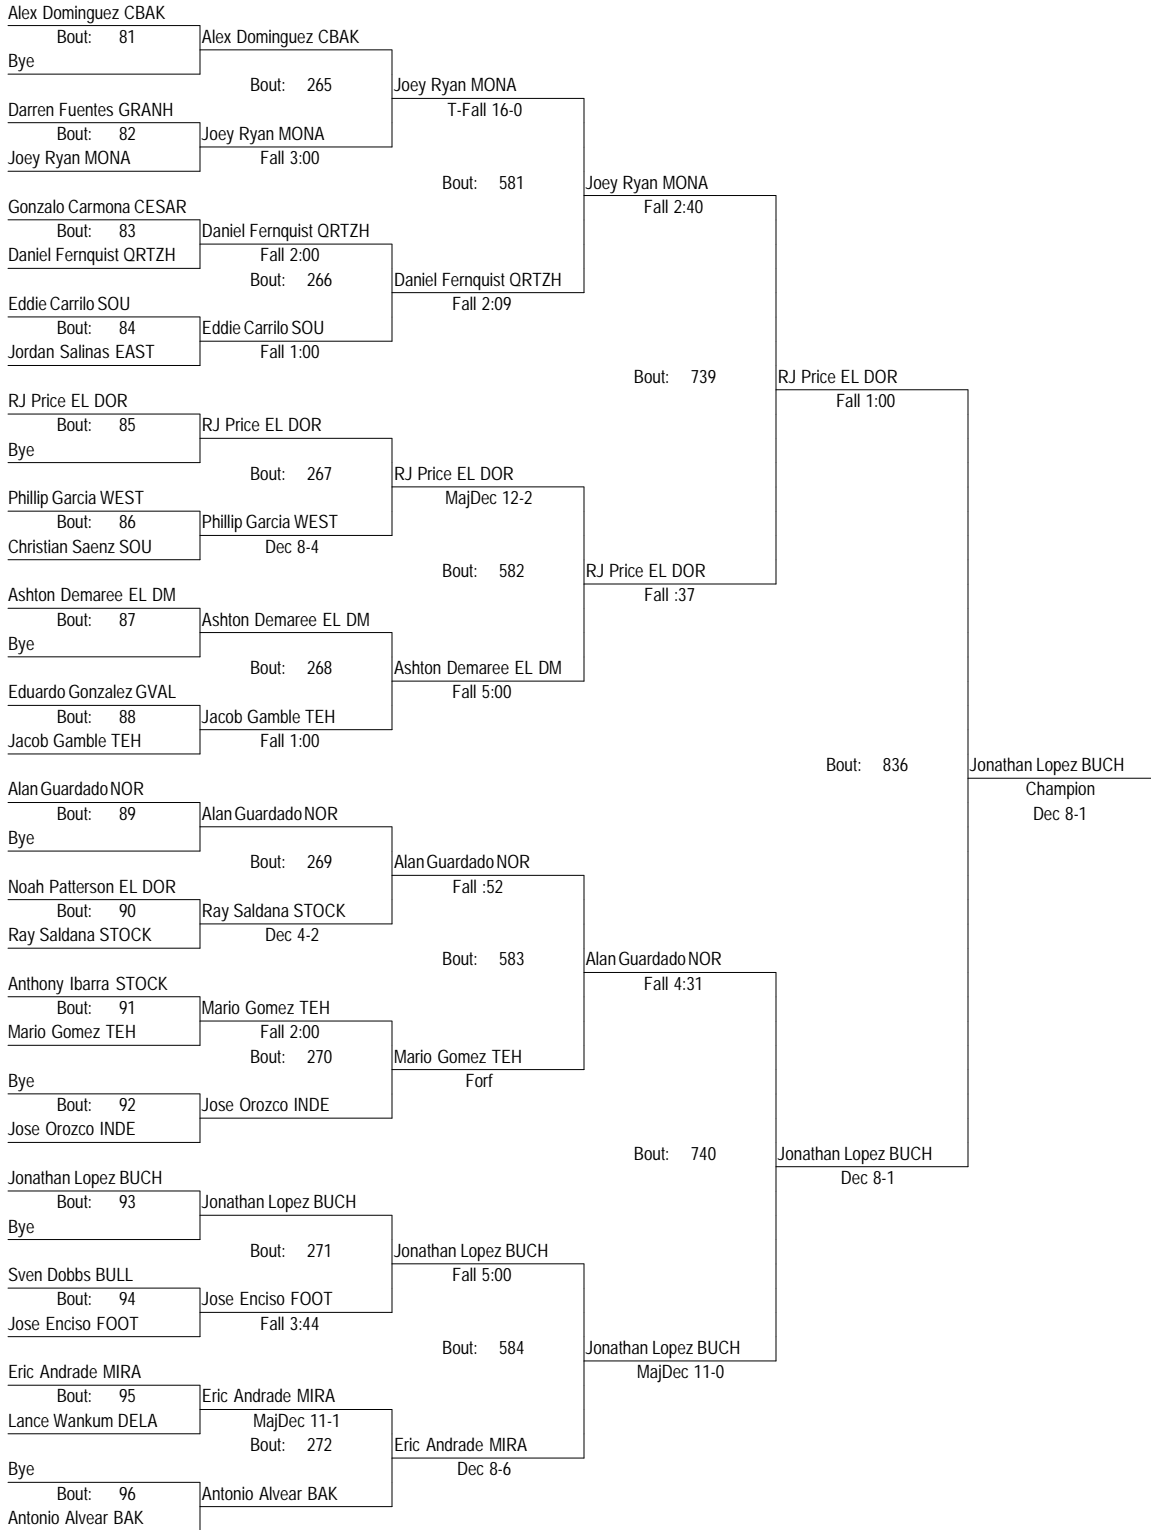 Alex Dominguez CBAK
Bout: 81
Alex Dominguez CBAK
Bye
Bout: 265
Joey Ryan MONA
T-Fall 16-0
Darren Fuentes GRANH
Bout: 82
Joey Ryan MONA
Joey Ryan MONA
Fall 3:00
Bout: 581
Joey Ryan MONA
Fall 2:40
Gonzalo Carmona CESAR
Bout: 83
Daniel Fernquist QRTZH
Daniel Fernquist QRTZH
Fall 2:00
Bout: 266
Daniel Fernquist QRTZH
Fall 2:09
Eddie Carrilo SOU
Bout: 84
Eddie Carrilo SOU
Jordan Salinas EAST
Fall 1:00
Bout: 739
RJ Price EL DOR
Fall 1:00
RJ Price EL DOR
Bout: 85
RJ Price EL DOR
Bye
Bout: 267
RJ Price EL DOR
MajDec 12-2
Phillip Garcia WEST
Bout: 86
Phillip Garcia WEST
Christian Saenz SOU
Dec 8-4
Bout: 582
RJ Price EL DOR
Fall :37
Ashton Demaree EL DM
Bout: 87
Ashton Demaree EL DM
Bye
Bout: 268
Ashton Demaree EL DM
Fall 5:00
Eduardo Gonzalez GVAL
Bout: 88
Jacob Gamble TEH
Jacob Gamble TEH
Fall 1:00
Bout: 836
Jonathan Lopez BUCH
Champion
Dec 8-1
Alan Guardado NOR
Bout: 89
Alan Guardado NOR
Bye
Bout: 269
Alan Guardado NOR
Fall :52
Noah Patterson EL DOR
Bout: 90
Ray Saldana STOCK
Ray Saldana STOCK
Dec 4-2
Bout: 583
Alan Guardado NOR
Fall 4:31
Anthony Ibarra STOCK
Bout: 91
Mario Gomez TEH
Mario Gomez TEH
Fall 2:00
Bout: 270
Mario Gomez TEH
Forf
Bye
Bout: 92
Jose Orozco INDE
Jose Orozco INDE
Bout: 740
Jonathan Lopez BUCH
Dec 8-1
Jonathan Lopez BUCH
Bout: 93
Jonathan Lopez BUCH
Bye
Bout: 271
Jonathan Lopez BUCH
Fall 5:00
Sven Dobbs BULL
Bout: 94
Jose Enciso FOOT
Jose Enciso FOOT
Fall 3:44
Bout: 584
Jonathan Lopez BUCH
MajDec 11-0
Eric Andrade MIRA
Bout: 95
Eric Andrade MIRA
Lance Wankum DELA
MajDec 11-1
Bout: 272
Eric Andrade MIRA
Dec 8-6
Bye
Bout: 96
Antonio Alvear BAK
Antonio Alvear BAK